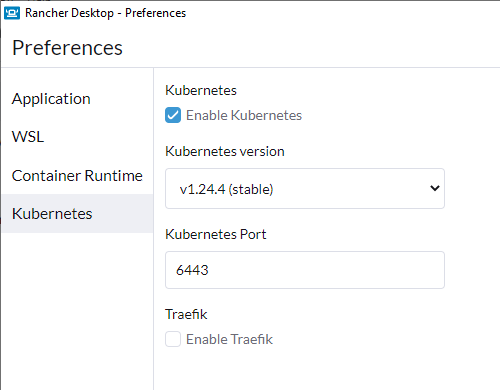 Rancher Desktop - Preferences
Preferences
Application
WSL
Container Runtime
Kubernetes
Kubernetes
Enable Kubernetes
Kubernetes version
v1.24.4 (stable)
Kubernetes Port
6443
Traefik
Enable Traefik